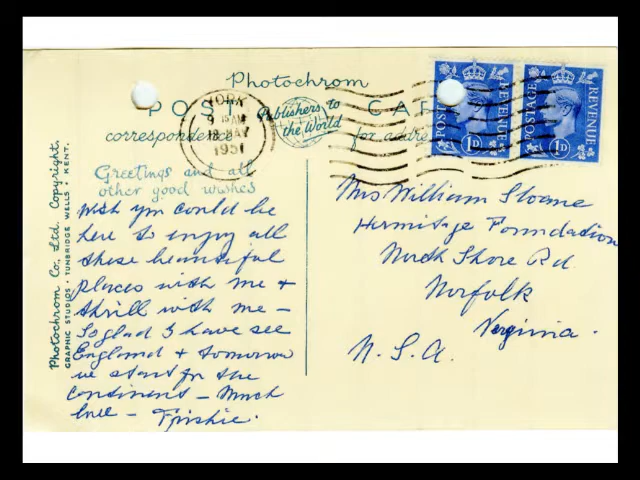 Photochrom
POST CARD
Publishers to
the World
correspondence
for address
YORK
9 15 AM
18 MAY
1951
POSTAGE REVENUE
1D
POSTAGE REVENUE
1D
Greetings and all
other good wishes
Wish you could be
here to enjoy all
these beautiful
places with me +
thrill with me –
So glad I have see
England + tomorrow
we start for the
Continent – Much
love –
Mrs William Sloane
Hermitage Foundation
North Shore Rd.
Norfolk
Verginia.
U.S.A.
Photochrom Co., Ltd. Copyright.
GRAPHIC STUDIOS • TUNBRIDGE WELLS • KENT.